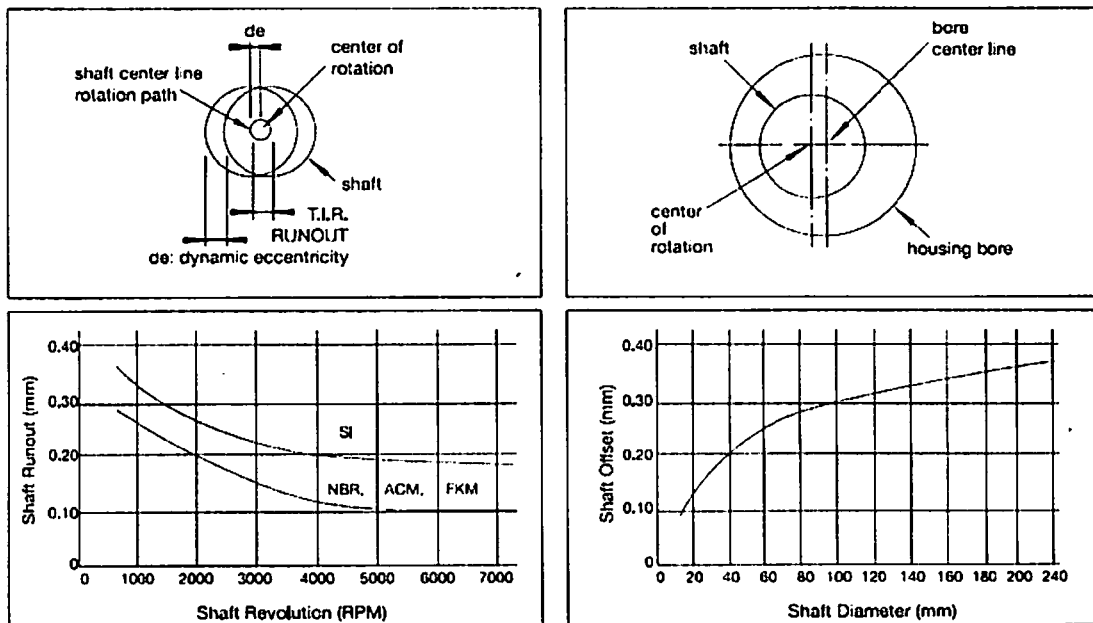 de
center of
rotation
shaft center line
rotation path
shaft
T.I.R.
RUNOUT
de: dynamic eccentricity
bore
center line
shaft
center
of
rotation
housing bore
Shaft Runout (mm)
0.40
0.30
0.20
0.10
0
SI
NBR, ACM, FKM
0 1000 2000 3000 4000 5000 6000 7000
Shaft Revolution (RPM)
Shaft Offset (mm)
0.40
0.30
0.20
0.10
0
0 20 40 60 80 100 120 140 160 180 200 220 240
Shaft Diameter (mm)